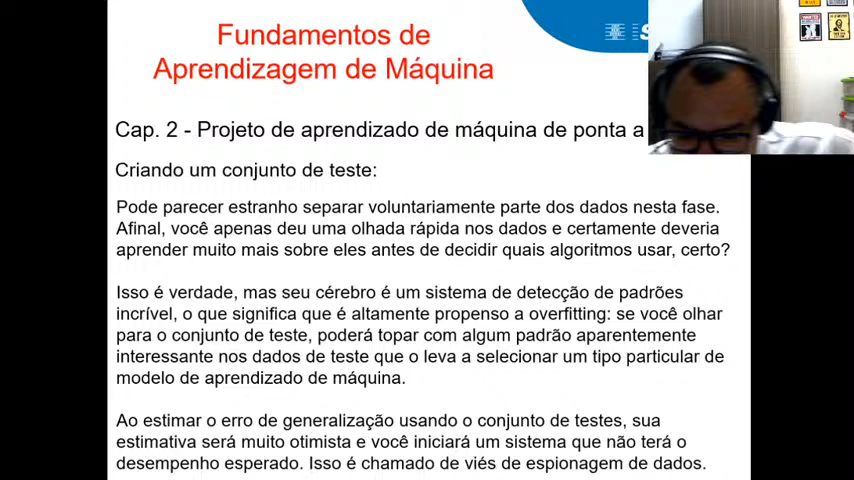 Fundamentos de
Aprendizagem de Máquina
Cap. 2 - Projeto de aprendizado de máquina de ponta a
Criando um conjunto de teste:
Pode parecer estranho separar voluntariamente parte dos dados nesta fase.
Afinal, você apenas deu uma olhada rápida nos dados e certamente deveria
aprender muito mais sobre eles antes de decidir quais algoritmos usar, certo?
Isso é verdade, mas seu cérebro é um sistema de detecção de padrões
incrível, o que significa que é altamente propenso a overfitting: se você olhar
para o conjunto de teste, poderá topar com algum padrão aparentemente
interessante nos dados de teste que o leva a selecionar um tipo particular de
modelo de aprendizado de máquina.
Ao estimar o erro de generalização usando o conjunto de testes, sua
estimativa será muito otimista e você iniciará um sistema que não terá o
desempenho esperado. Isso é chamado de viés de espionagem de dados.